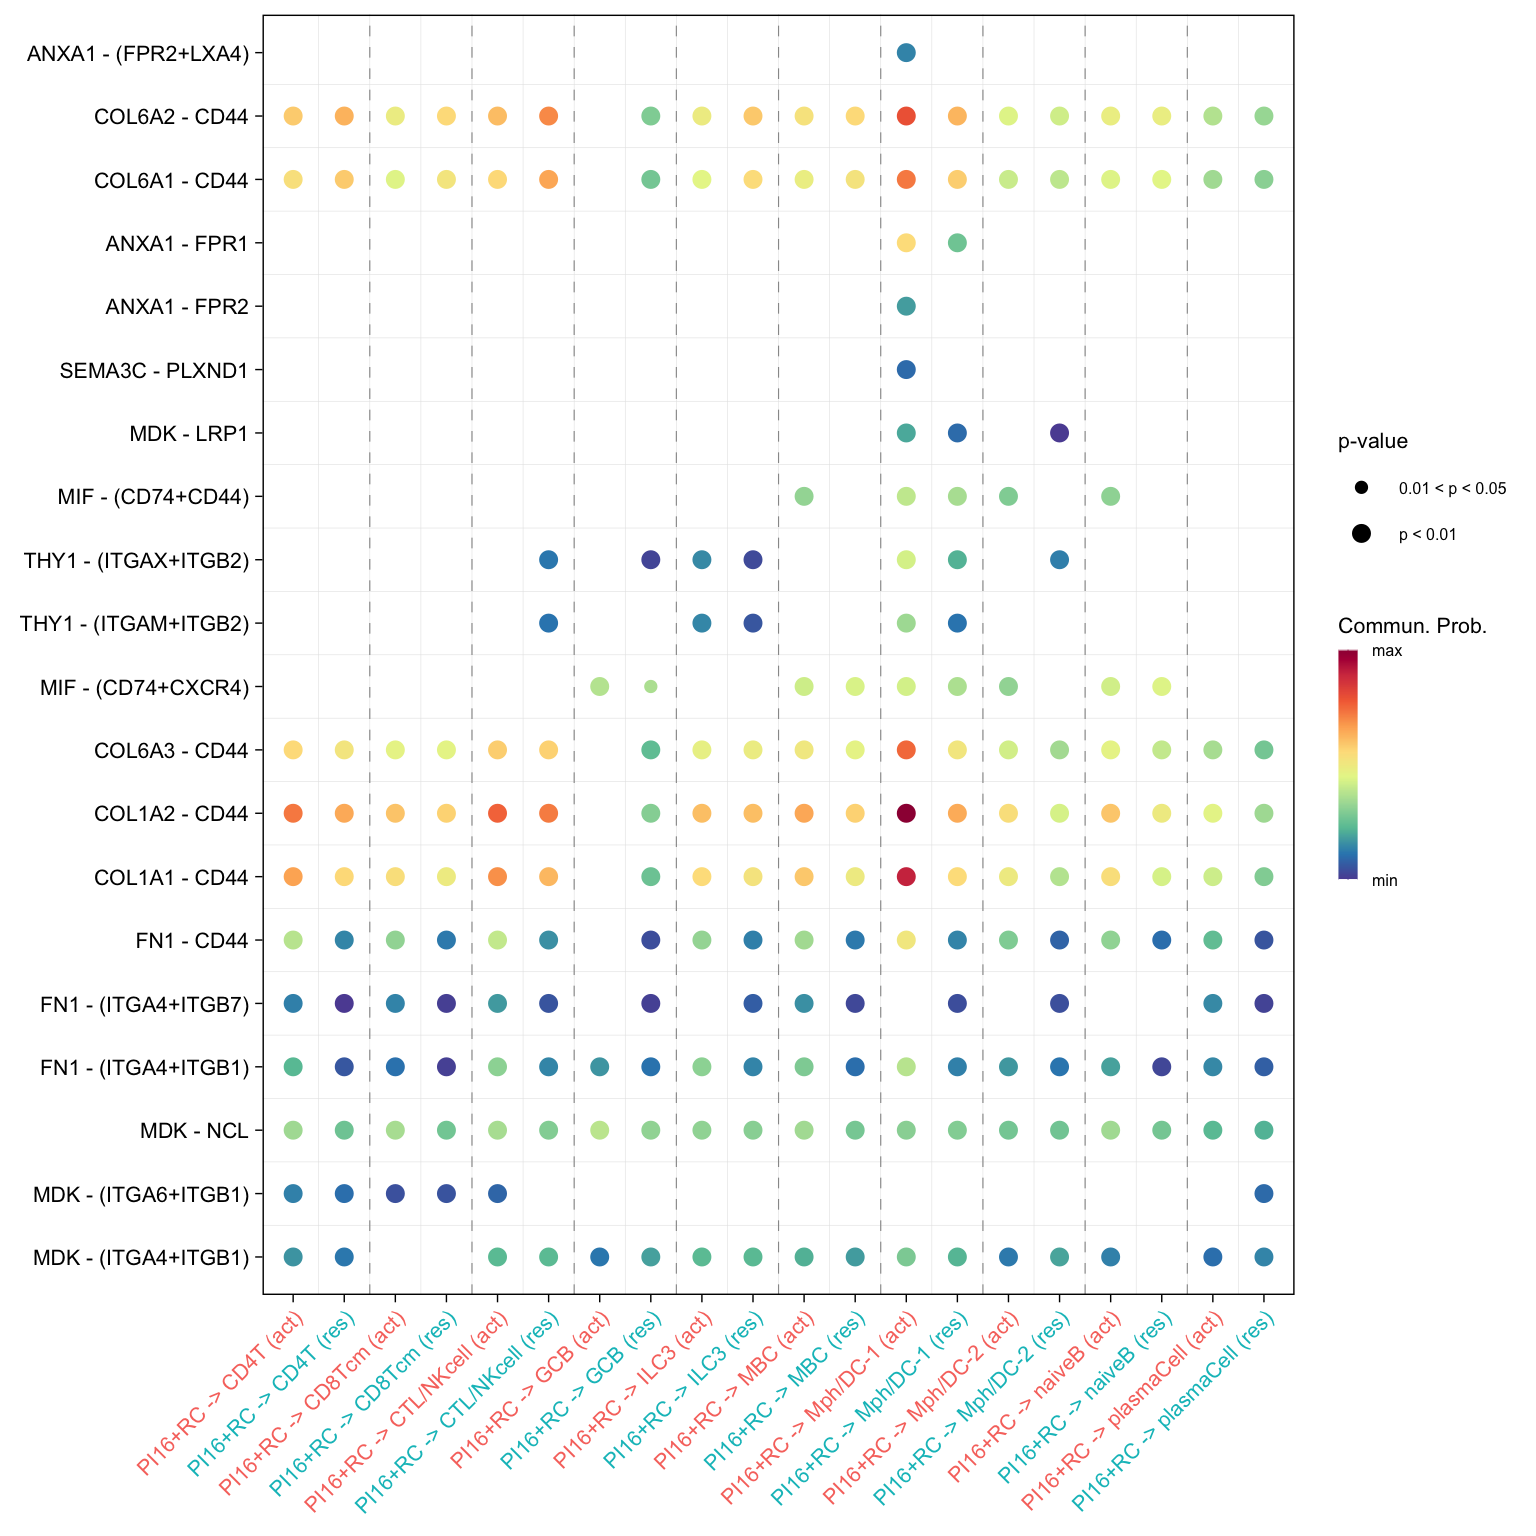 ANXA1 - (FPR2+LXA4)
COL6A2 - CD44
COL6A1 - CD44
ANXA1 - FPR1
ANXA1 - FPR2
SEMA3C - PLXND1
MDK - LRP1
MIF - (CD74+CD44)
THY1 - (ITGAX+ITGB2)
THY1 - (ITGAM+ITGB2)
MIF - (CD74+CXCR4)
COL6A3 - CD44
COL1A2 - CD44
COL1A1 - CD44
FN1 - CD44
FN1 - (ITGA4+ITGB7)
FN1 - (ITGA4+ITGB1)
MDK - NCL
MDK - (ITGA6+ITGB1)
MDK - (ITGA4+ITGB1)
PI16+RC -> CD4T (act)
PI16+RC -> CD4T (res)
PI16+RC -> CD8Tcm (act)
PI16+RC -> CD8Tcm (res)
PI16+RC -> CTL/NKcell (act)
PI16+RC -> CTL/NKcell (res)
PI16+RC -> GCB (act)
PI16+RC -> GCB (res)
PI16+RC -> ILC3 (act)
PI16+RC -> ILC3 (res)
PI16+RC -> MBC (act)
PI16+RC -> MBC (res)
PI16+RC -> Mph/DC-1 (act)
PI16+RC -> Mph/DC-1 (res)
PI16+RC -> Mph/DC-2 (act)
PI16+RC -> Mph/DC-2 (res)
PI16+RC -> naiveB (act)
PI16+RC -> naiveB (res)
PI16+RC -> plasmaCell (act)
PI16+RC -> plasmaCell (res)
p-value
0.01 < p < 0.05
p < 0.01
Commun. Prob.
max
min